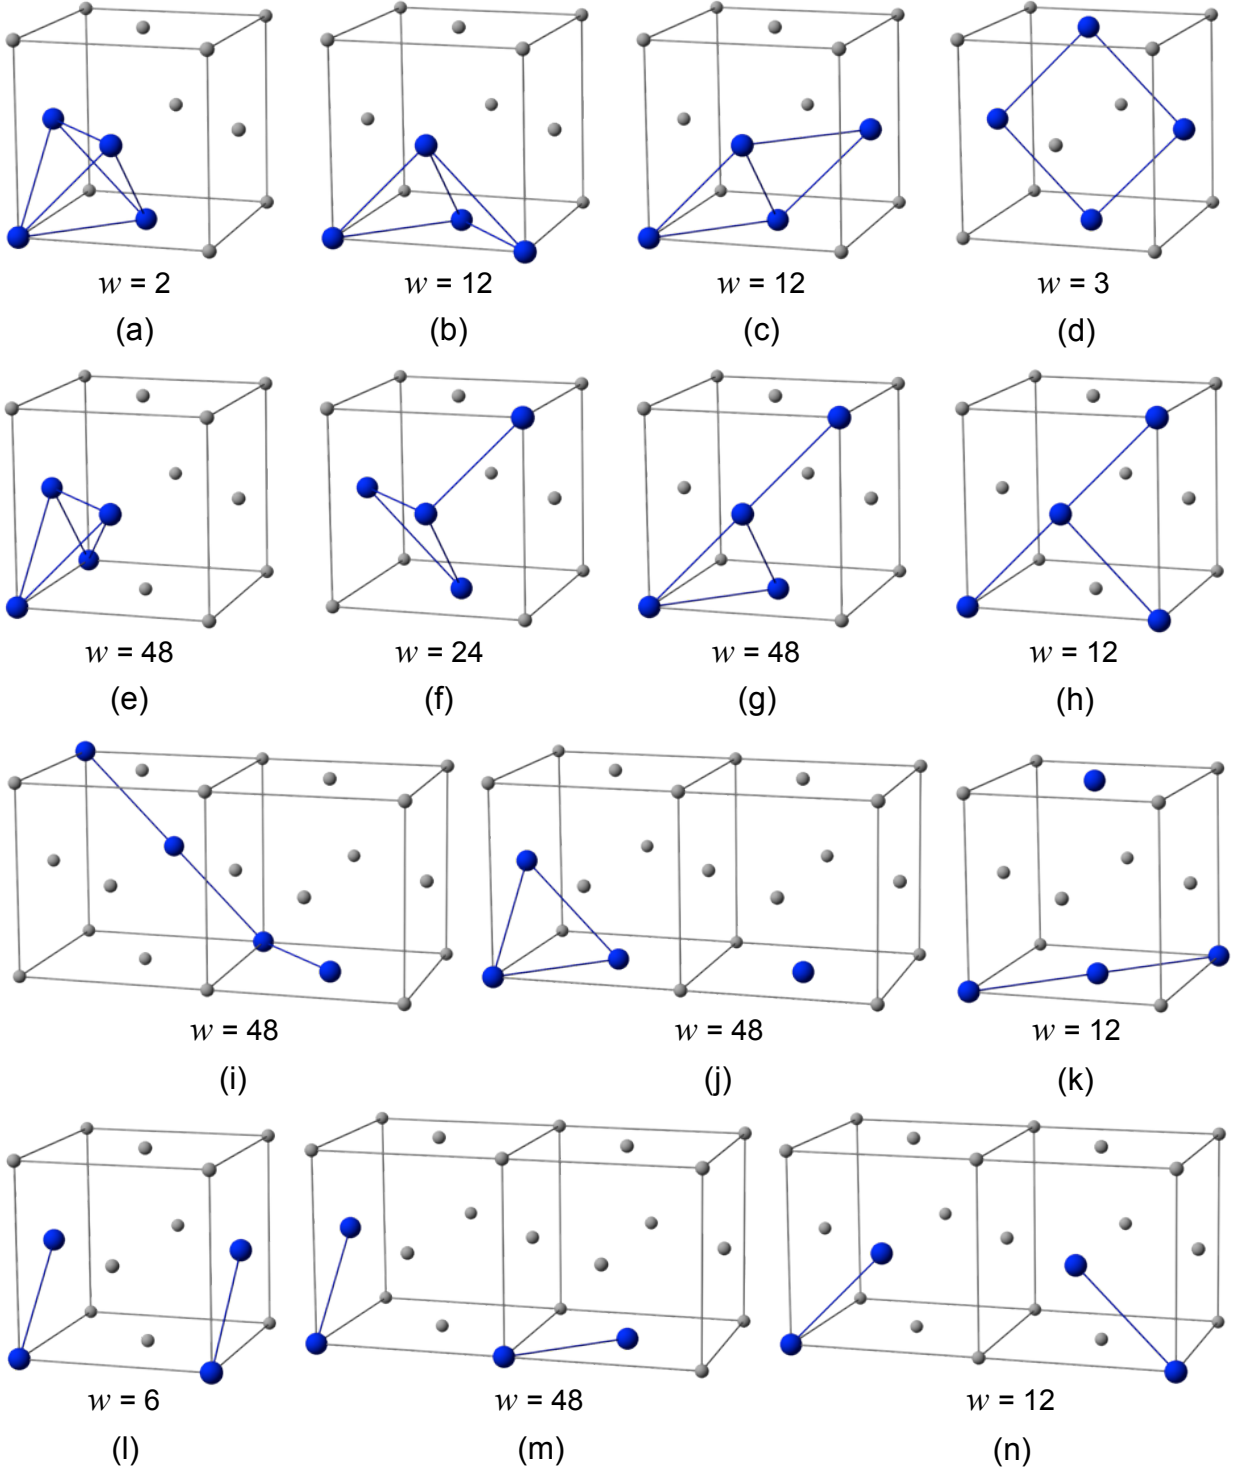 w = 2 w = 12 w = 12 w = 3
(a) (b) (c) (d)
w = 48 w = 24 w = 48 w = 12
(e) (f) (g) (h)
w = 48 w = 48 w = 12
(i) (j) (k)
w = 6 w = 48 w = 12
(l) (m) (n)